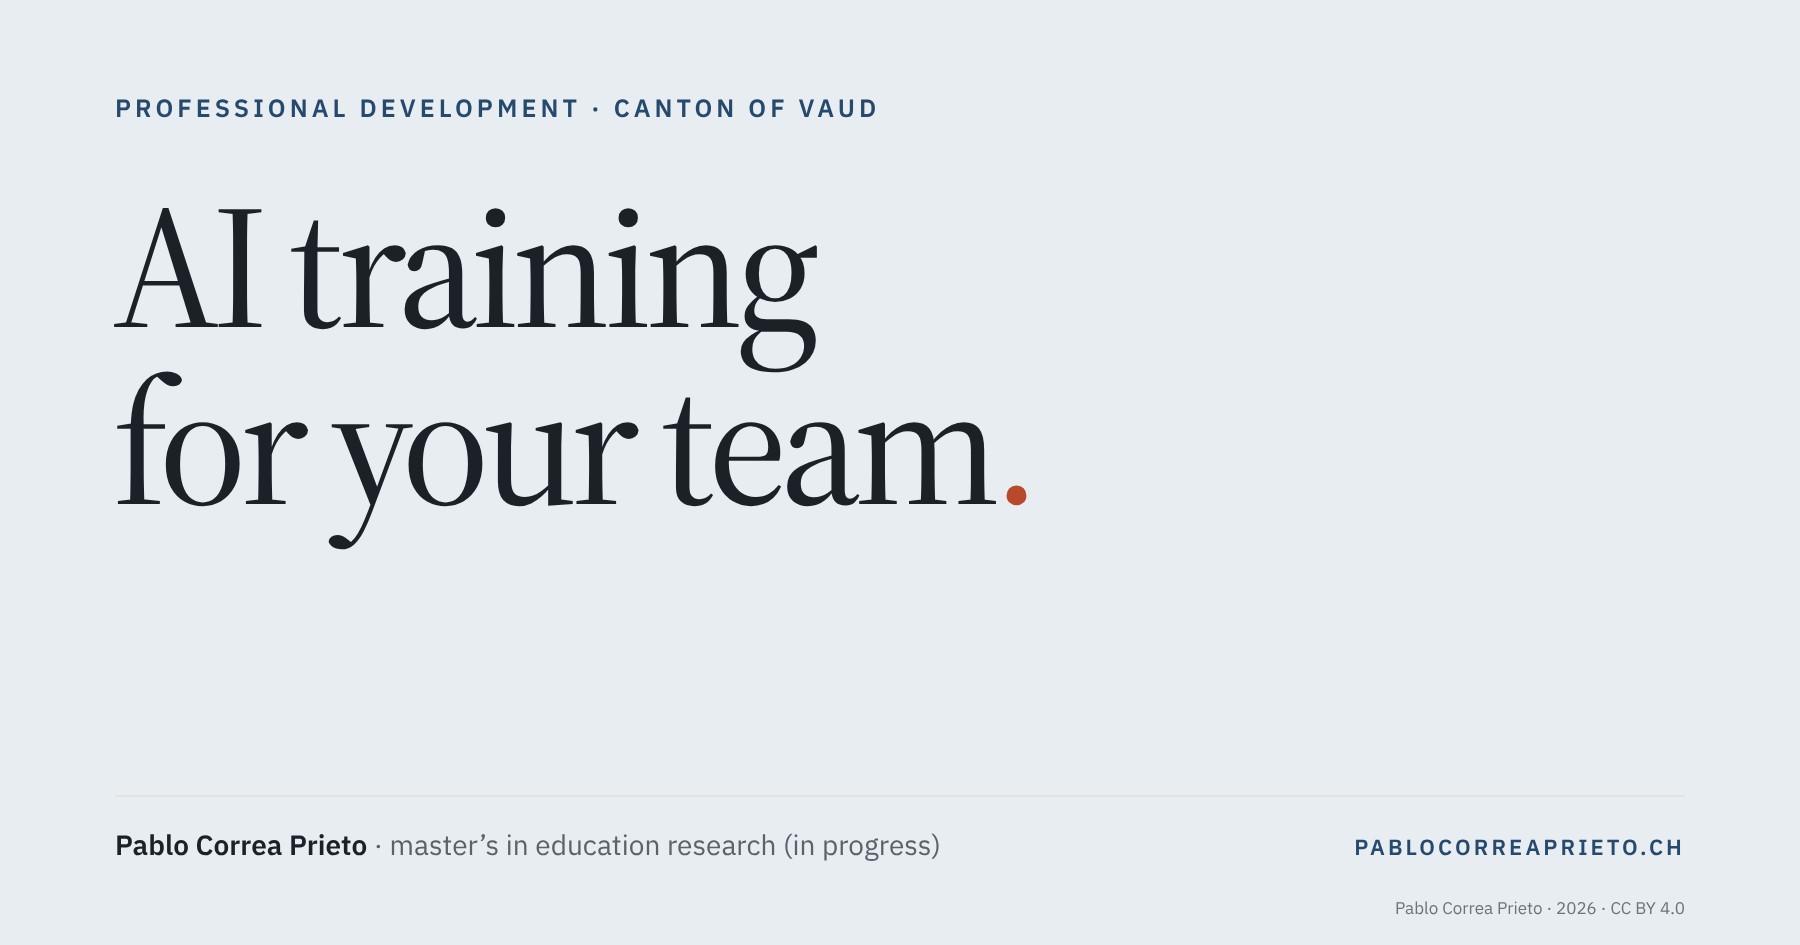 PROFESSIONAL DEVELOPMENT · CANTON OF VAUD
AI training
for your team.
Pablo Correa Prieto · master’s in education research (in progress)
PABLOCORREAPRIETO.CH
Pablo Correa Prieto · 2026 · CC BY 4.0